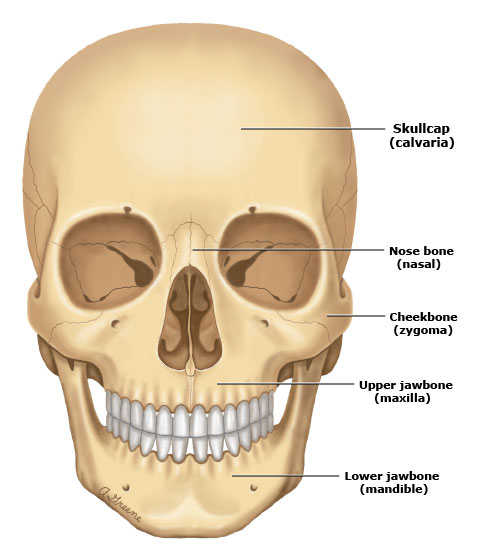 Skullcap
(calvaria)
Nose bone
(nasal)
Cheekbone
(zygoma)
Upper jawbone
(maxilla)
Lower jawbone
(mandible)
A Greene